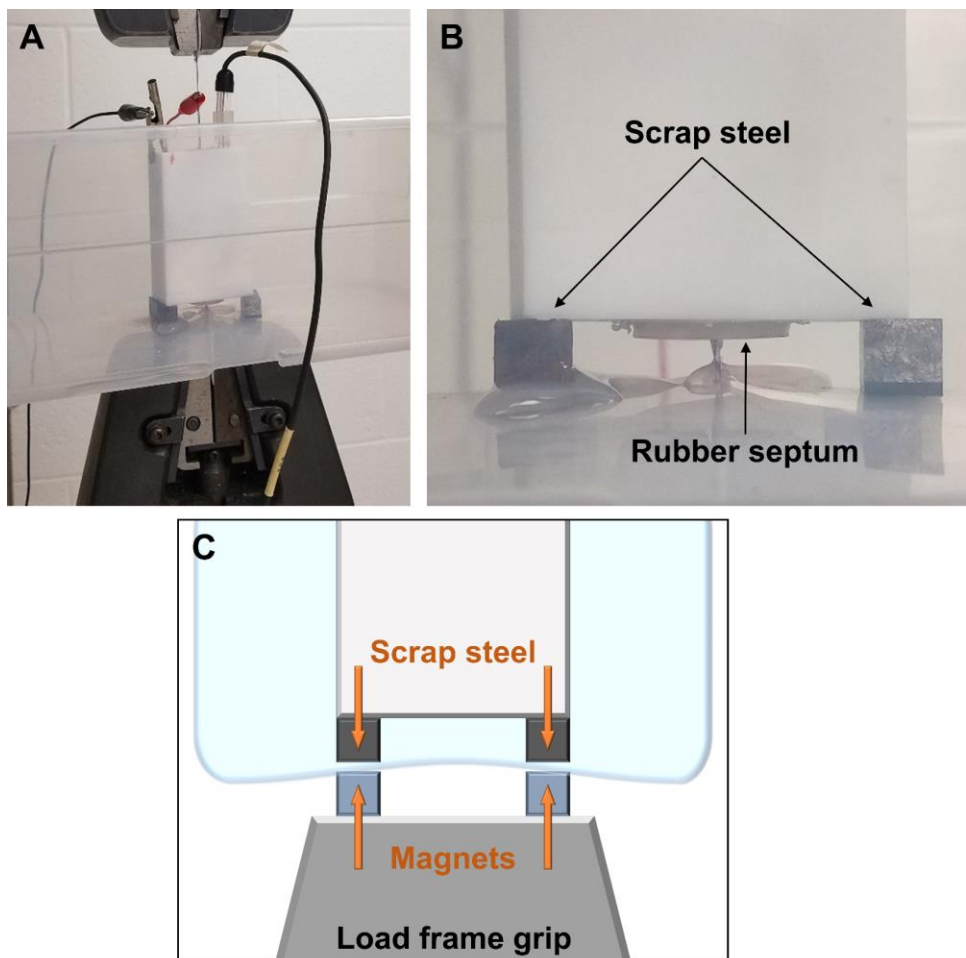 A
B
Scrap steel
Rubber septum
C
Scrap steel
Magnets
Load frame grip